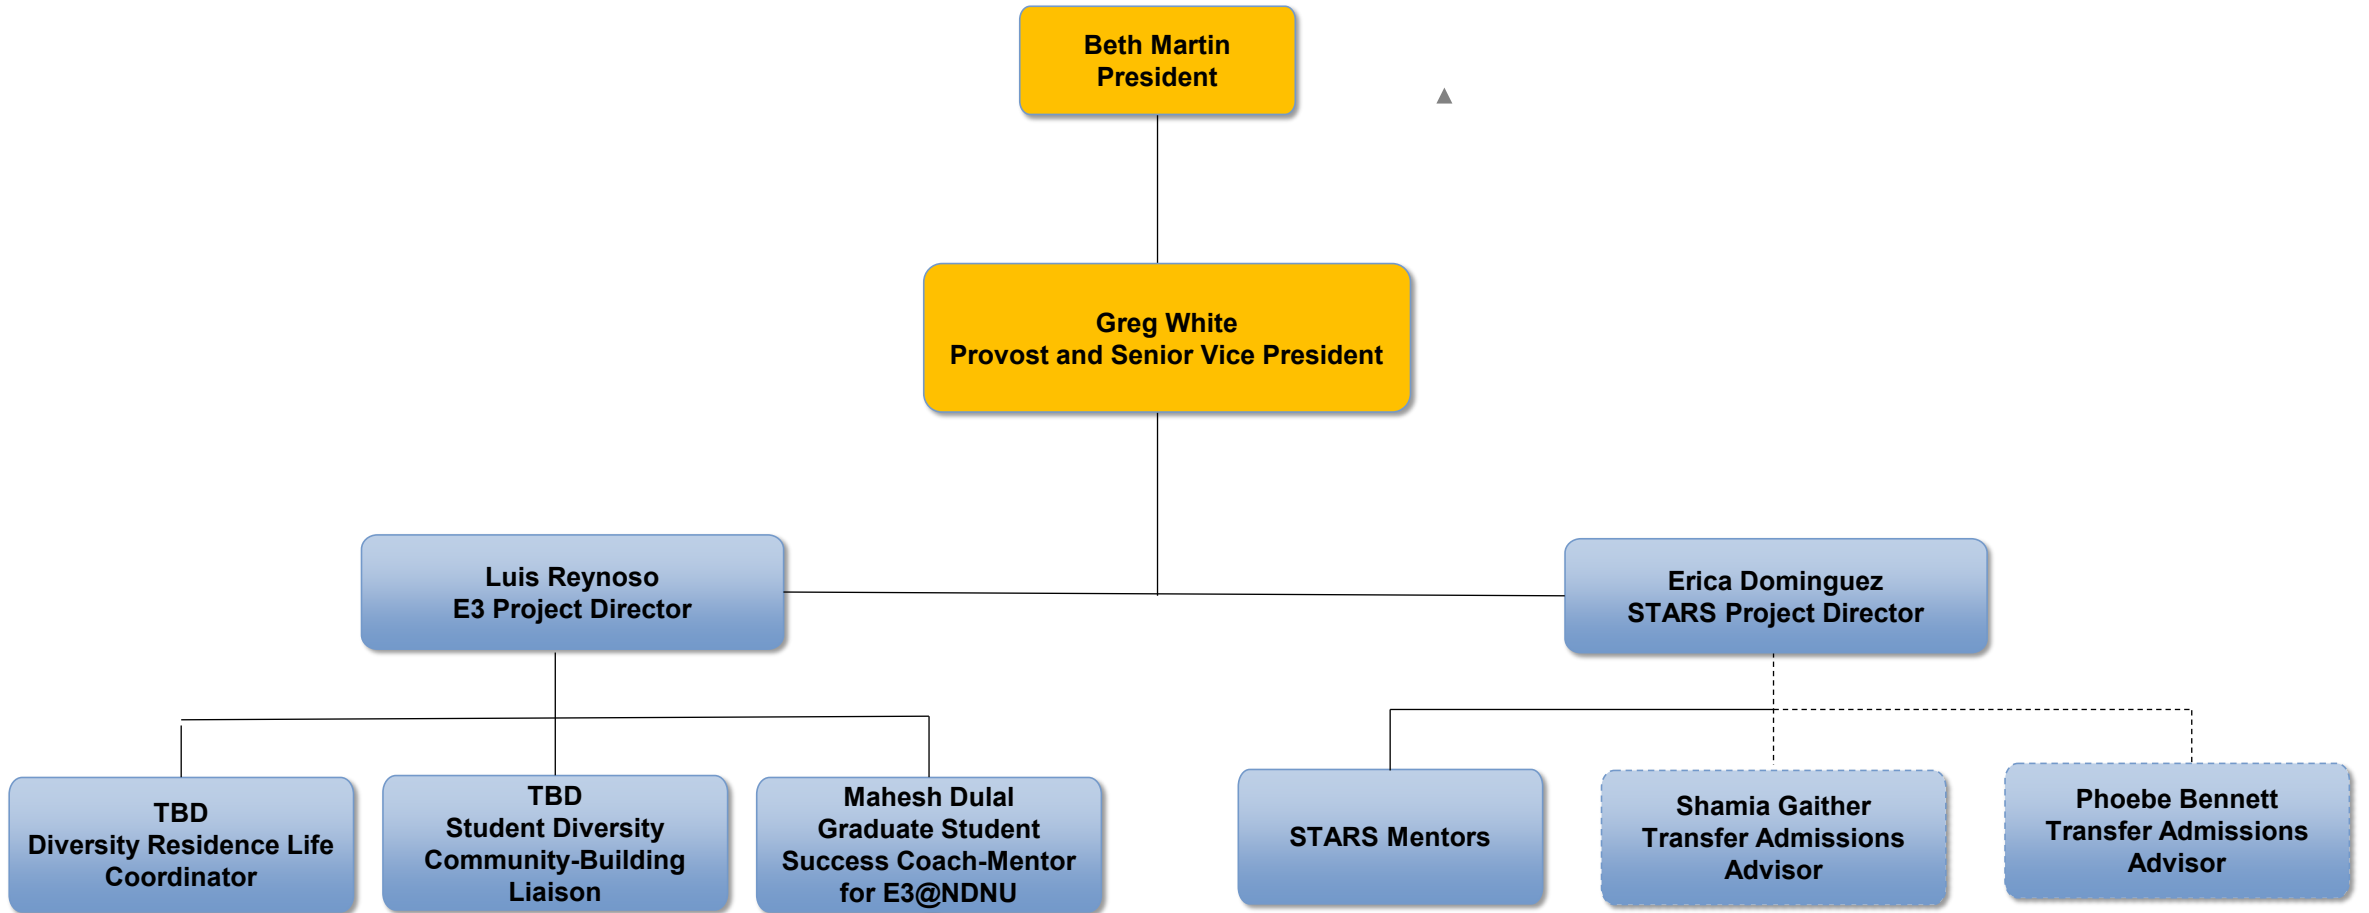 Beth Martin
President
Greg White
Provost and Senior Vice President
Luis Reynoso
E3 Project Director
Erica Dominguez
STARS Project Director
TBD
Diversity Residence Life
Coordinator
TBD
Student Diversity
Community-Building
Liaison
Mahesh Dulal
Graduate Student
Success Coach-Mentor
for E3@NDNU
STARS Mentors
Shamia Gaither
Transfer Admissions
Advisor
Phoebe Bennett
Transfer Admissions
Advisor